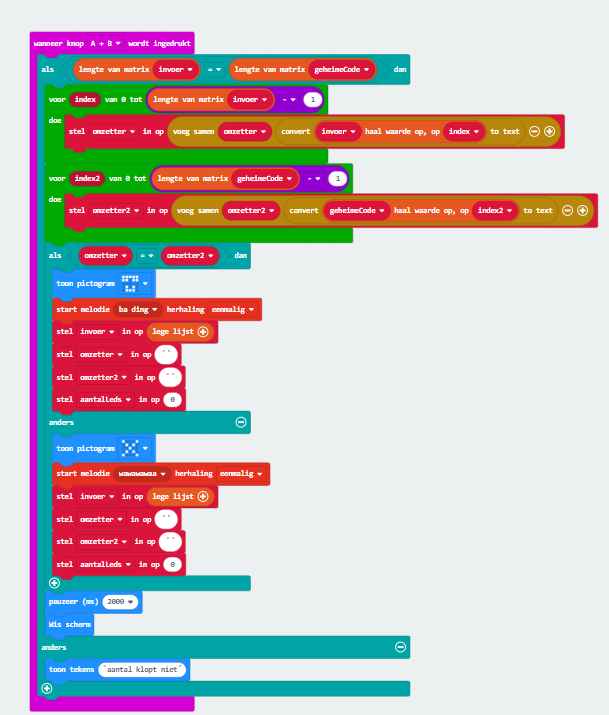 wanneer knop A + B wordt ingedrukt
als lengte van matrix invoer = lengte van matrix geheimeCode dan
voor index van 0 tot lengte van matrix invoer - 1
doe
stel omzetter in op voeg samen omzetter convert invoer haal waarde op, op index to text
voor index2 van 0 tot lengte van matrix geheimeCode - 1
doe
stel omzetter2 in op voeg samen omzetter2 convert geheimeCode haal waarde op, op index2 to text
als omzetter = omzetter2 dan
toon pictogram
start melodie ba ding herhaling eenmalig
stel invoer in op lege lijst
stel omzetter in op " "
stel omzetter2 in op " "
stel aantalLeds in op 0
anders
toon pictogram
start melodie wawawawaa herhaling eenmalig
stel invoer in op lege lijst
stel omzetter in op " "
stel omzetter2 in op " "
stel aantalLeds in op 0
pauzeer (ms) 2000
Wis scherm
anders
toon tekens "aantal klopt niet"